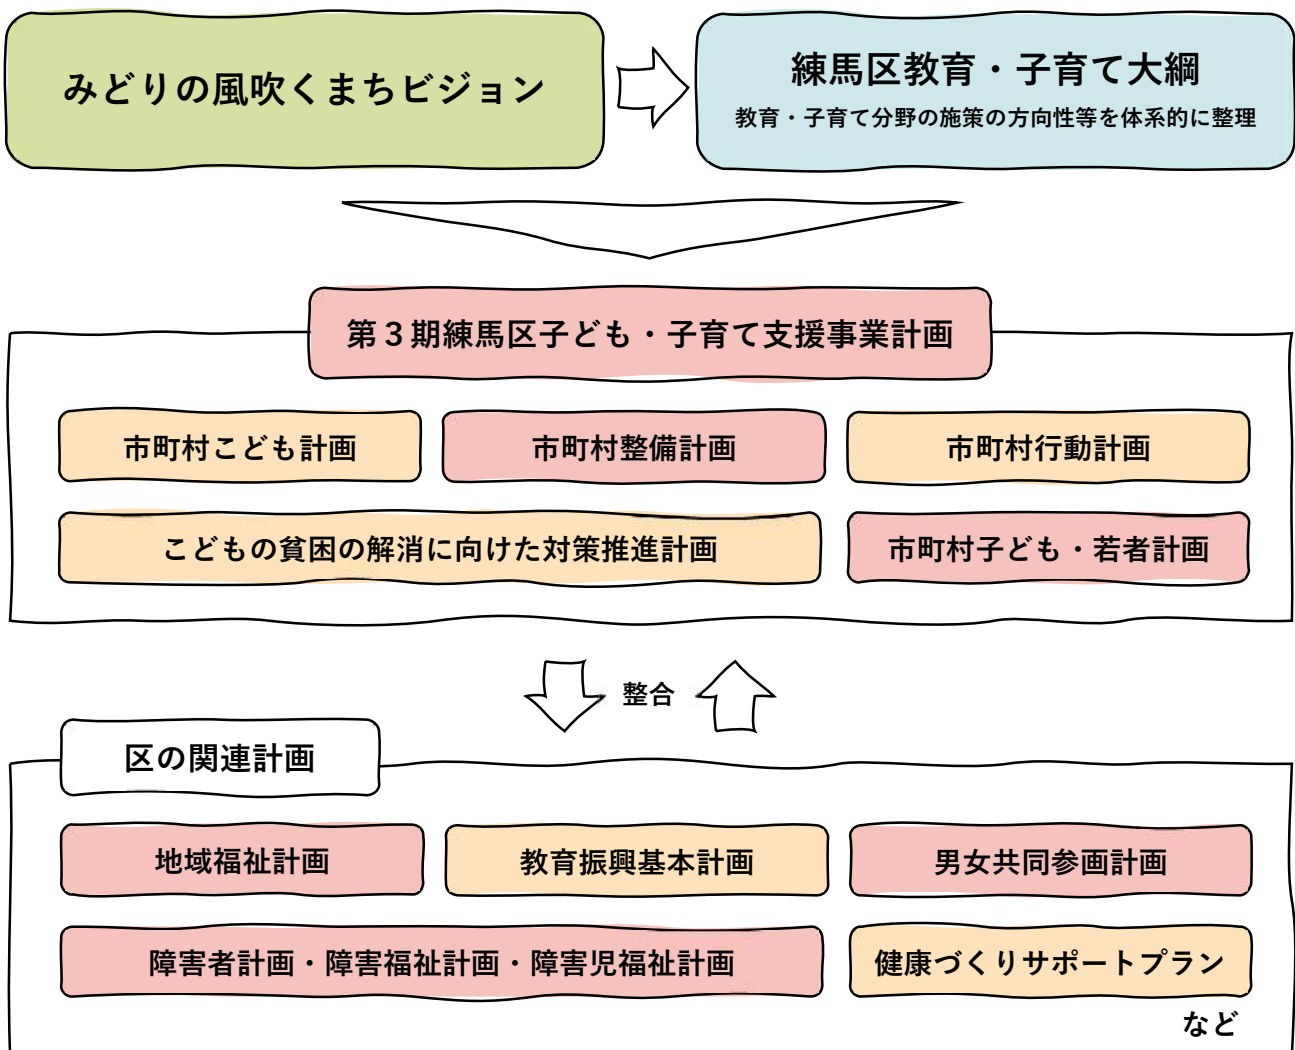 みどりの風吹くまちビジョン
練馬区教育・子育て大綱
教育・子育て分野の施策の方向性等を体系的に整理
第3期練馬区子ども・子育て支援事業計画
市町村こども計画
市町村整備計画
市町村行動計画
こどもの貧困の解消に向けた対策推進計画
市町村子ども・若者計画
整合
区の関連計画
地域福祉計画
教育振興基本計画
男女共同参画計画
障害者計画・障害福祉計画・障害児福祉計画
健康づくりサポートプラン
など